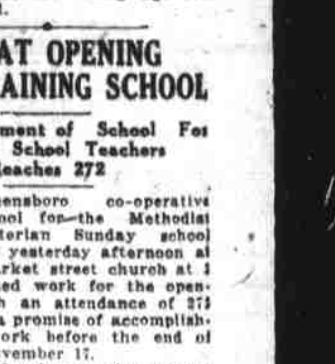 AT OPENING
AINING SCHOOL
ment of School For
School Teachers
Reaches 272
ensboro co-operative
ool for the Methodist
terian Sunday school
yesterday afternoon at
rket street church at
ed work for the open-
h an attendance of 27
a promise of accomplish-
ork before the end of
vember 17.